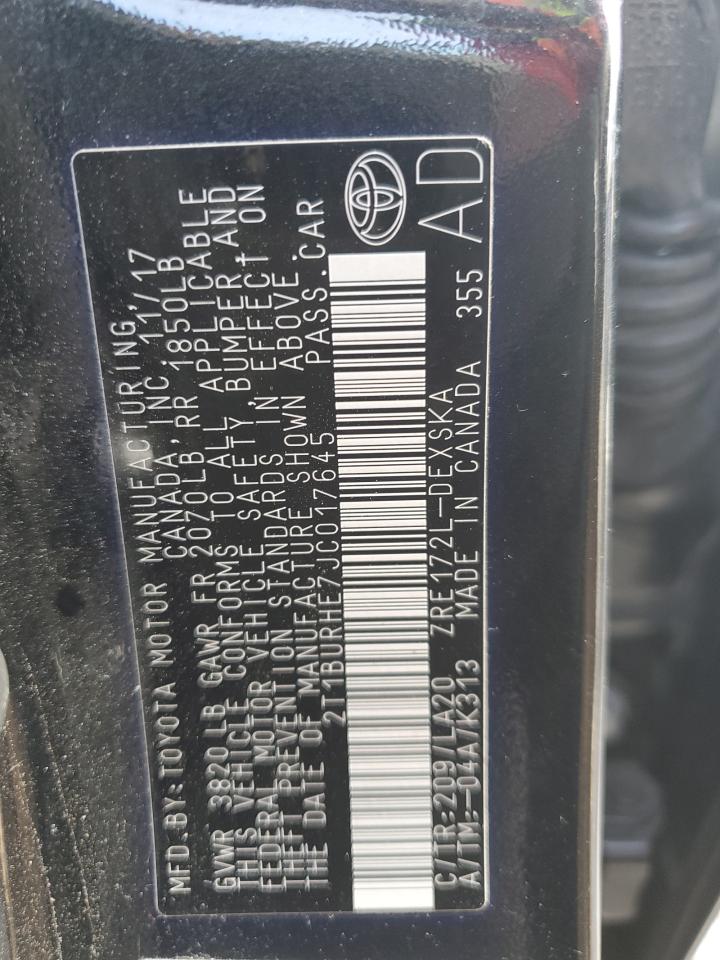 MFD.BY:TOYOTA MOTOR MANUFACTURING,
CANADA, INC. 11/17
GVWR 3820 LB GAWR FR 2070LB, RR 1850LB
THIS VEHICLE CONFORMS TO ALL APPLICABLE
FEDERAL MOTOR VEHICLE SAFETY, BUMPER, AND
THEFT PREVENTION STANDARDS IN EFFECT ON
THE DATE OF MANUFACTURE SHOWN ABOVE.
2T1BURHE7JC017645 PASS.CAR
C/TR:209/LA20 ZRE172L-DEXSKA
A/TM:-04A/K313 MADE IN CANADA 355
AD